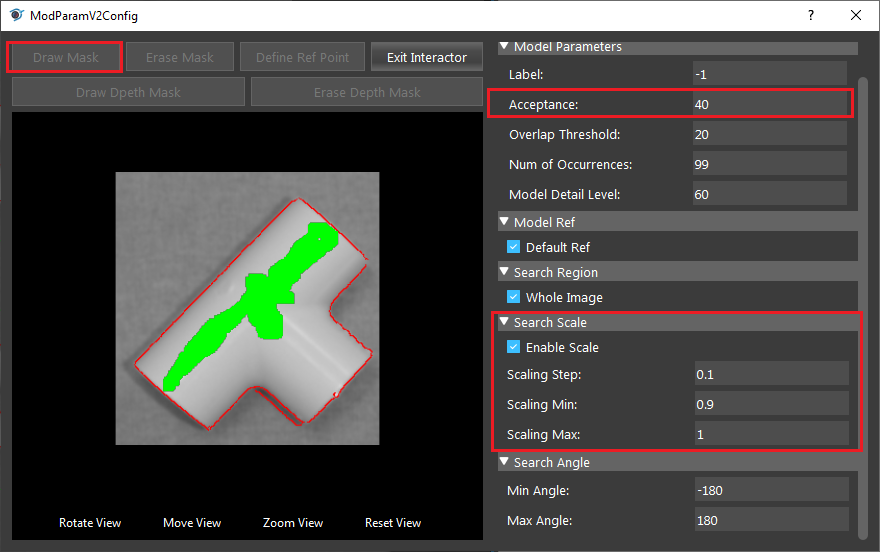 ModParamV2Config
? ×
Draw Mask Erase Mask Define Ref Point Exit Interactor
Draw Dpeth Mask Erase Depth Mask
Rotate View Move View Zoom View Reset View
Model Parameters
Label: -1
Acceptance: 40
Overlap Threshold: 20
Num of Occurrences: 99
Model Detail Level: 60
Model Ref
Default Ref
Search Region
Whole Image
Search Scale
Enable Scale
Scaling Step: 0.1
Scaling Min: 0.9
Scaling Max: 1
Search Angle
Min Angle: -180
Max Angle: 180